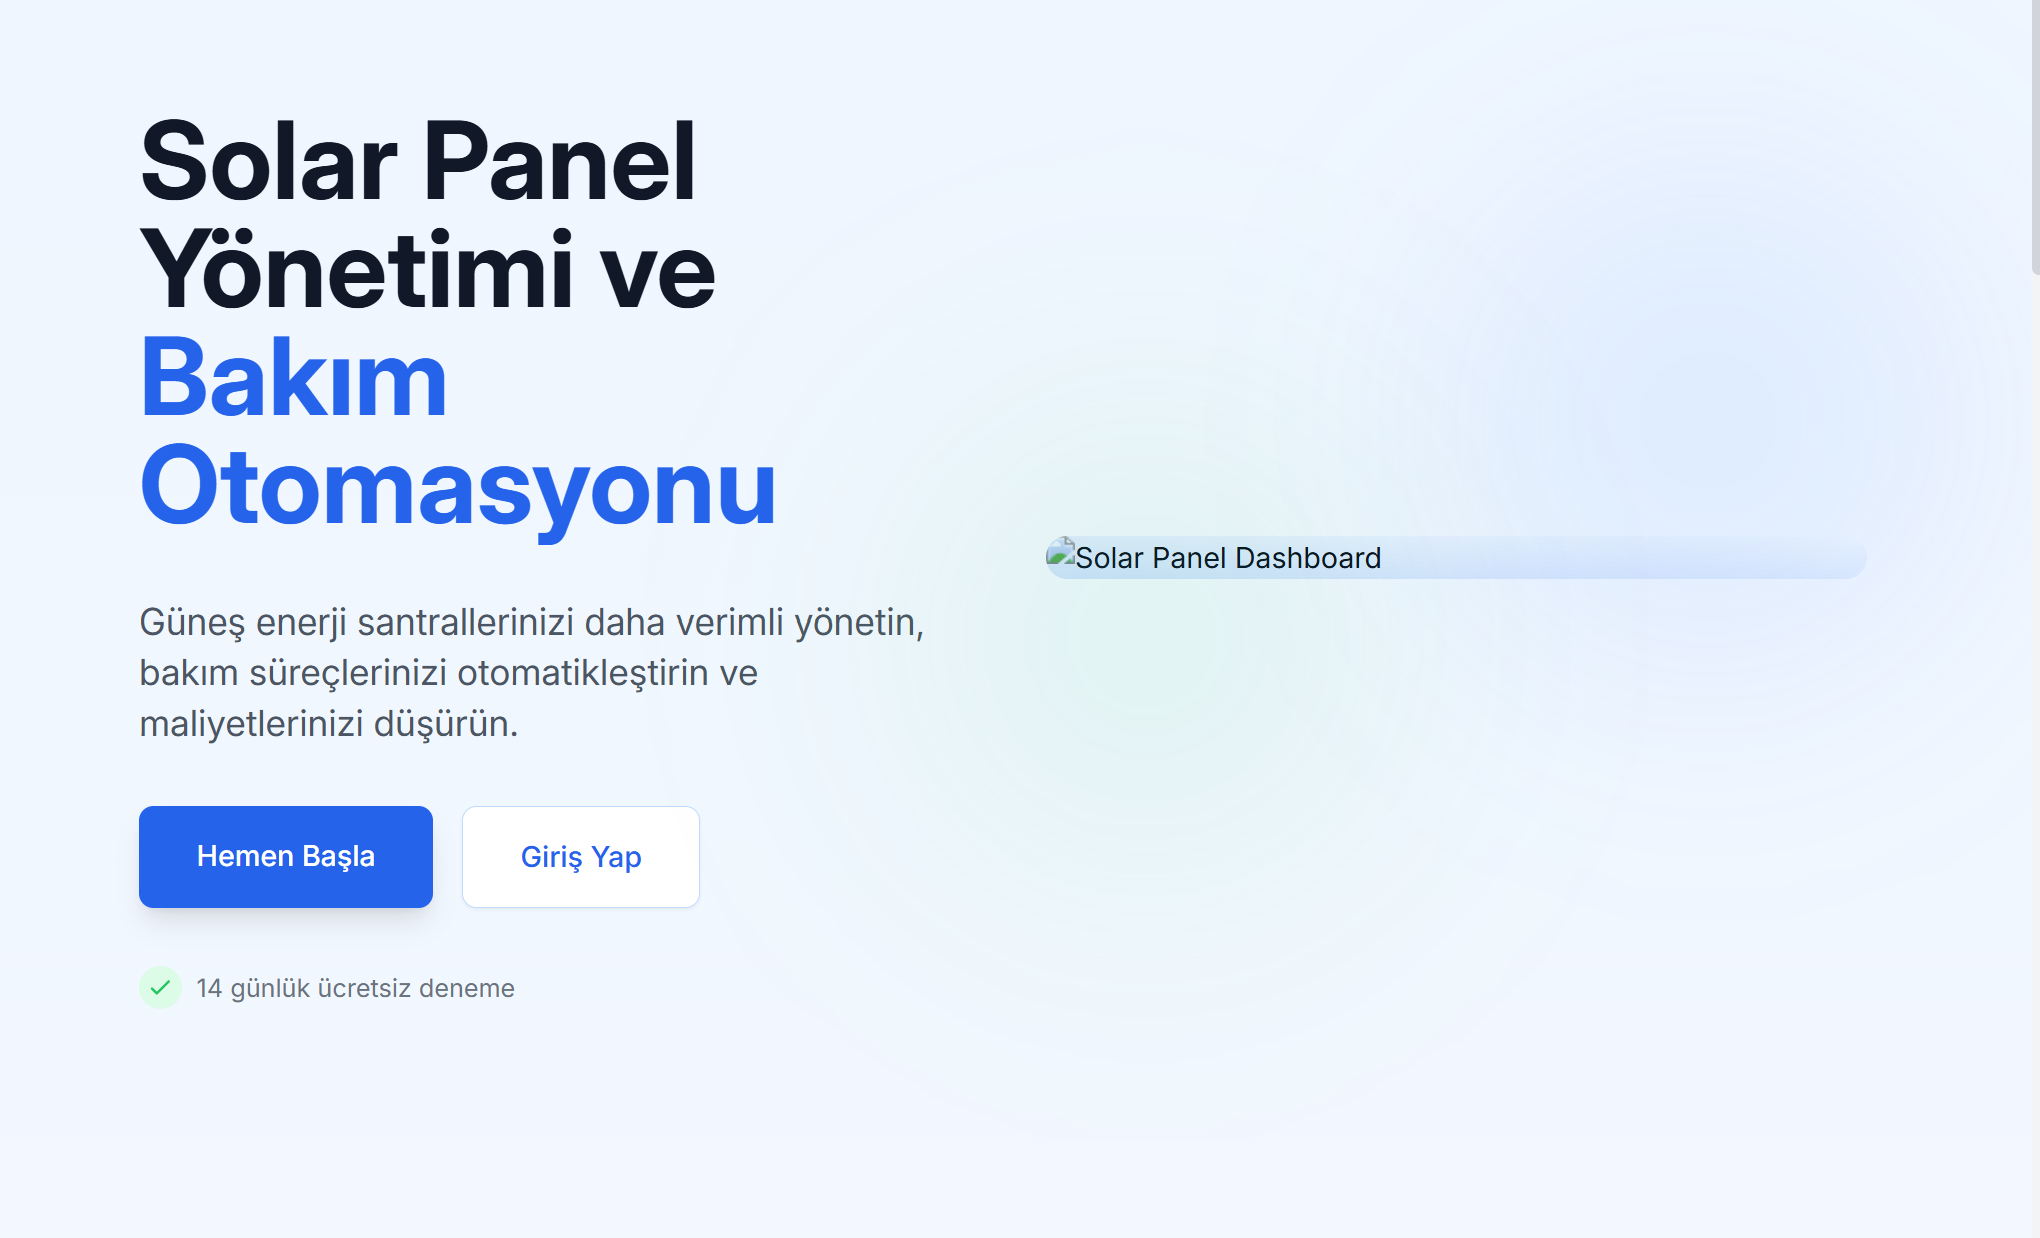 Solar Panel
Yönetimi ve
Bakım
Otomasyonu
Güneş enerji santrallerinizi daha verimli yönetin,
bakım süreçlerinizi otomatikleştirin ve
maliyetlerinizi düşürün.
Hemen Başla
Giriş Yap
14 günlük ücretsiz deneme
Solar Panel Dashboard